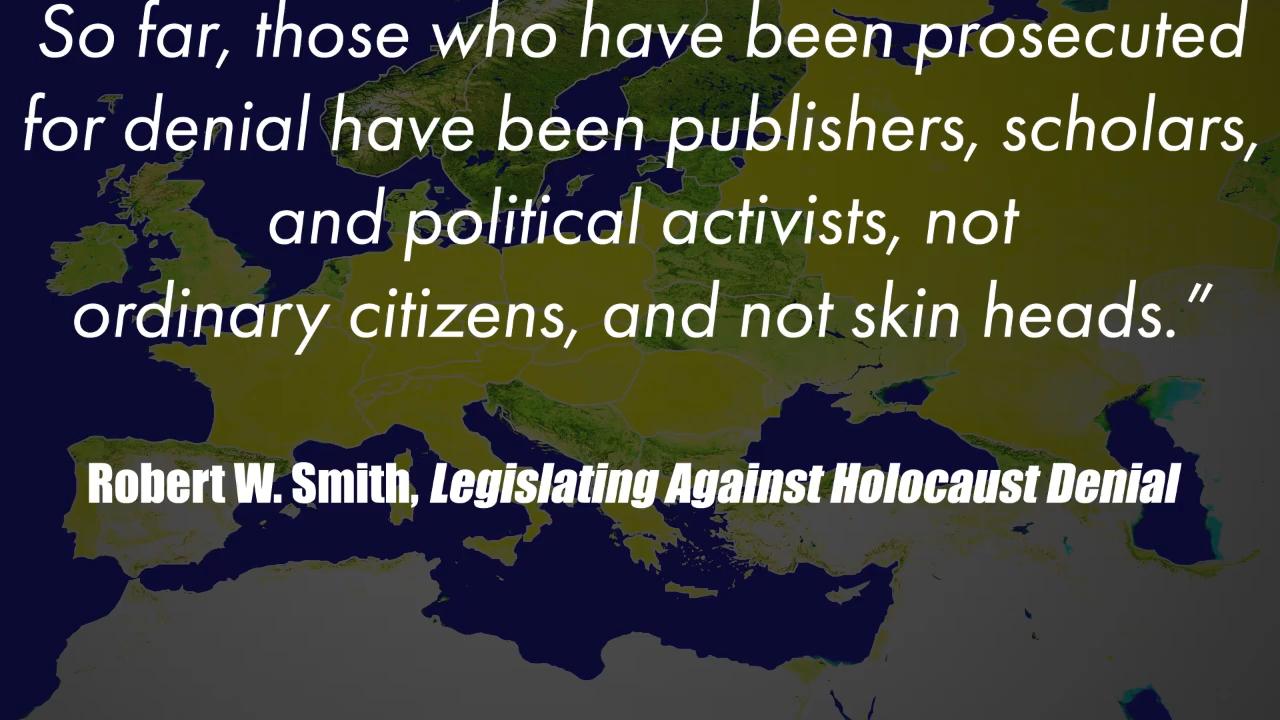 So far, those who have been prosecuted
for denial have been publishers, scholars,
and political activists, not
ordinary citizens, and not skin heads.”
Robert W. Smith, Legislating Against Holocaust Denial